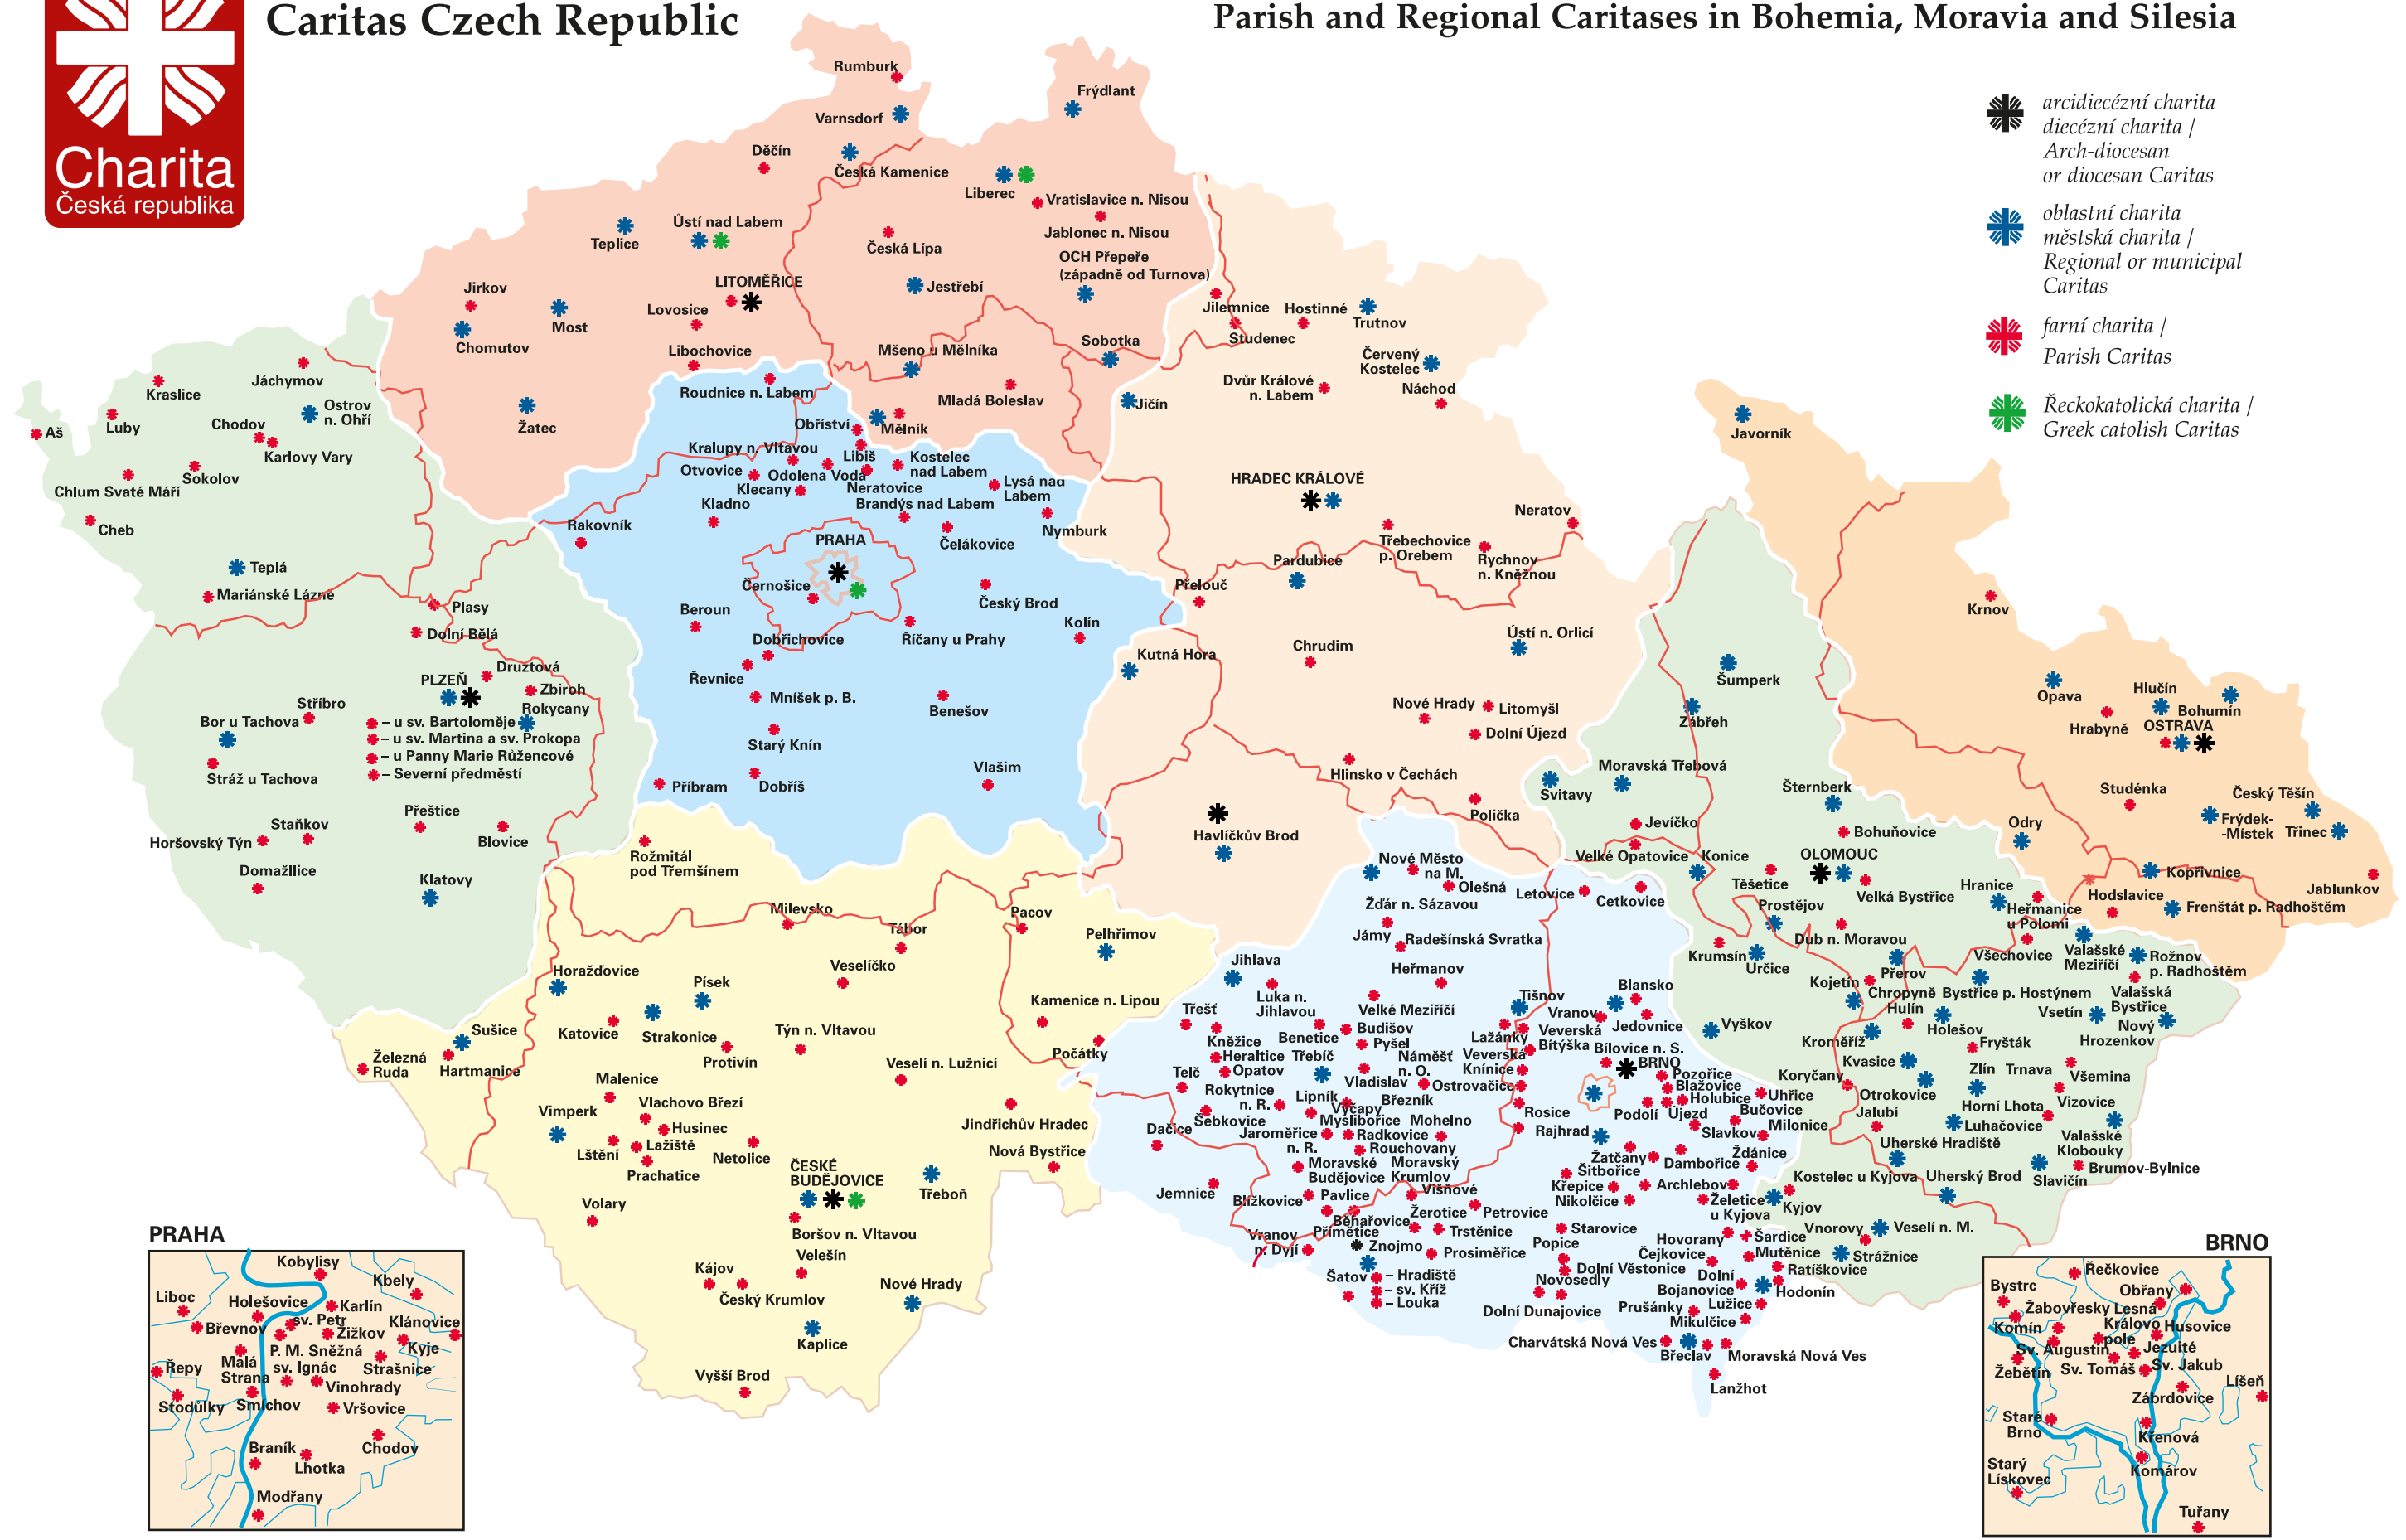 Caritas Czech Republic
Parish and Regional Caritases in Bohemia, Moravia and Silesia
Charita
Česká republika
arcidiecézní charita
diecézní charita /
Arch-diocesan
or diocesan Caritas
oblastní charita
městská charita /
Regional or municipal
Caritas
farní charita /
Parish Caritas
Řeckokatolická charita /
Greek catolish Caritas
Rumburk
Varnsdorf
Frýdlant
Děčín
Česká Kamenice
Liberec
Vratislavice n. Nisou
Jablonec n. Nisou
Teplice
Ústí nad Labem
Česká Lípa
OCH Přepeře
(západně od Turnova)
Jestřebí
LITOMĚŘICE
Lovosice
Libochovice
Jirkov
Chomutov
Most
Žatec
Roudnice n. Labem
Mšeno u Mělníka
Sobotka
Mladá Boleslav
Mělník
Jilemnice
Studenec
Hostinné
Trutnov
Červený
Kostelec
Náchod
Dvůr Králové
n. Labem
Jičín
HRADEC KRÁLOVÉ
Třebechovice
p. Orebem
Rychnov
n. Kněžnou
Neratov
Pardubice
Přelouč
Chrudim
Ústí n. Orlicí
Kutná Hora
Nové Hrady
Litomyšl
Dolní Újezd
Hlinsko v Čechách
Polička
Havlíčkův Brod
Kraslice
Jáchymov
Luby
Aš
Ostrov
n. Ohří
Chodov
Karlovy Vary
Sokolov
Chlum Svaté Máří
Cheb
Teplá
Mariánské Lázně
Plasy
Dolní Bělá
Druztová
PLZEŇ
Zbiroh
Rokycany
Stříbro
Bor u Tachova
Stráž u Tachova
– u sv. Bartoloměje
– u sv. Martina a sv. Prokopa
– u Panny Marie Růžencové
– Severní předměstí
Přeštice
Blovice
Staňkov
Horšovský Týn
Domažllice
Klatovy
Obříství
Kralupy n. Vltavou
Libiš
Otvovice
Odolena Voda
Klecany
Neratovice
Kostelec
nad Labem
Lysá nad
Labem
Kladno
Brandýs nad Labem
Rakovník
Čelákovice
Nymburk
PRAHA
Černošice
Český Brod
Beroun
Dobřichovice
Říčany u Prahy
Kolín
Řevnice
Mníšek p. B.
Benešov
Starý Knín
Příbram
Dobříš
Vlašim
Rožmitál
pod Třemšínem
Milevsko
Tábor
Pacov
Pelhřimov
Horažďovice
Písek
Veselíčko
Kamenice n. Lipou
Katovice
Strakonice
Protivín
Týn n. Vltavou
Počátky
Sušice
Hartmanice
Železná
Ruda
Veselí n. Lužnicí
Malenice
Vlachovo Březí
Vimperk
Husinec
Lažiště
Lštění
Prachatice
Netolice
Jindřichův Hradec
Nová Bystřice
ČESKÉ
BUDĚJOVICE
Třeboň
Volary
Boršov n. Vltavou
Velešín
Kájov
Český Krumlov
Nové Hrady
Kaplice
Vyšší Brod
Javorník
Krnov
Opava
Hlučín
Bohumín
Hrabyně
OSTRAVA
Studénka
Český Těšín
Frýdek-
-Místek
Třinec
Odry
Kopřivnice
Jablunkov
Hodslavice
Frenštát p. Radhoštěm
Šumperk
Zábřeh
Svitavy
Moravská Třebová
Šternberk
Jevíčko
Bohuňovice
Velké Opatovice
Konice
OLOMOUC
Těšetice
Velká Bystřice
Hranice
Heřmanice
u Polomi
Prostějov
Dub n. Moravou
Krumsín
Určice
Přerov
Všechovice
Valašské
Meziříčí
Rožnov
p. Radhoštěm
Kojetín
Chropyně
Bystřice p. Hostýnem
Valašská
Bystřice
Hulín
Vyškov
Kroměříž
Holešov
Vsetín
Nový
Hrozenkov
Fryšták
Kvasice
Zlín
Trnava
Všemina
Koryčany
Otrokovice
Horní Lhota
Vizovice
Jalubí
Luhačovice
Uherské Hradiště
Valašské
Klobouky
Brumov-Bylnice
Kostelec u Kyjova
Uherský Brod
Slavičín
Kyjov
Vnorovy
Veselí n. M.
Strážnice
Nové Město
na M.
Olešná
Letovice
Cetkovice
Žďár n. Sázavou
Jámy
Radešínská Svratka
Jihlava
Heřmanov
Luka n.
Jihlavou
Velké Meziříčí
Třešť
Tišnov
Blansko
Vranov
Jedovnice
Kněžice
Benetice
Budišov
Pyšel
Lažánky
Veverská
Bítýška
Heraltice
Třebíč
Náměšť
n. O.
Veverská
Knínice
Bílovice n. S.
BRNO
Opatov
Telč
Vladislav
Ostrovačice
Pozořice
Blažovice
Holubice
Rokytnice
n. R.
Lipník
Výčapy
Březník
Uhřice
Bučovice
Šebkovice
Myslibořice
Mohelno
Rosice
Podolí
Újezd
Milonice
Dačice
Jaroměřice
n. R.
Radkovice
Rajhrad
Slavkov
Rouchovany
Žatčany
Dambořice
Ždánice
Moravské
Budějovice
Moravský
Krumlov
Šitbořice
Jemnice
Blížkovice
Pavlice
Višňové
Křepice
Archlebov
Nikolčice
Želetice
u Kyjova
Petrovice
Běhařovice
Žerotice
Přímětice
Trstěnice
Starovice
Hovorany
Šardice
Vranov
n. Dyjí
Znojmo
Prosiměřice
Popice
Čejkovice
Mutěnice
Ratíškovice
Šatov
– Hradiště
– sv. Kříž
– Louka
Dolní Věstonice
Novosedly
Dolní
Bojanovice
Hodonín
Dolní Dunajovice
Prušánky
Lužice
Mikulčice
Charvátská Nová Ves
Břeclav
Moravská Nová Ves
Lanžhot
PRAHA
Kobylisy
Kbely
Liboc
Holešovice
Karlín
sv. Petr
Klánovice
Břevnov
Žižkov
Kyje
P. M. Sněžná
Malá
Strana
sv. Ignác
Strašnice
Řepy
Vinohrady
Stodůlky
Smíchov
Vršovice
Braník
Chodov
Lhotka
Modřany
BRNO
Řečkovice
Bystrc
Obřany
Žabovřesky
Lesná
Komín
Královo
pole
Husovice
Sv. Augustin
Jezuité
Žebětín
Sv. Tomáš
Sv. Jakub
Líšeň
Zábrdovice
Staré
Brno
Křenová
Starý
Lískovec
Komárov
Tuřany